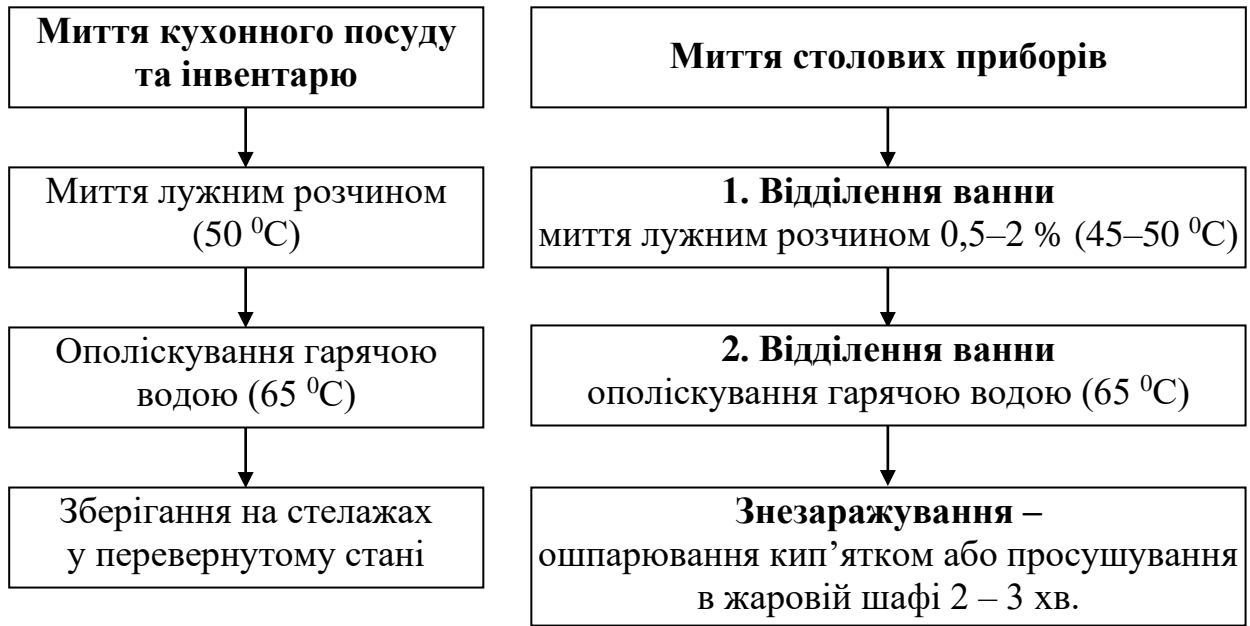 Миття кухонного посуду
та інвентарю
Миття лужним розчином
(50 ⁰С)
Ополіскування гарячою
водою (65 ⁰С)
Зберігання на стелажах
у перевернутому стані
Миття столових приборів
1. Відділення ванни
миття лужним розчином 0,5–2 % (45–50 ⁰С)
2. Відділення ванни
ополіскування гарячою водою (65 ⁰С)
Знезаражування –
ошпарювання кип’ятком або просушування
в жаровій шафі 2 – 3 хв.